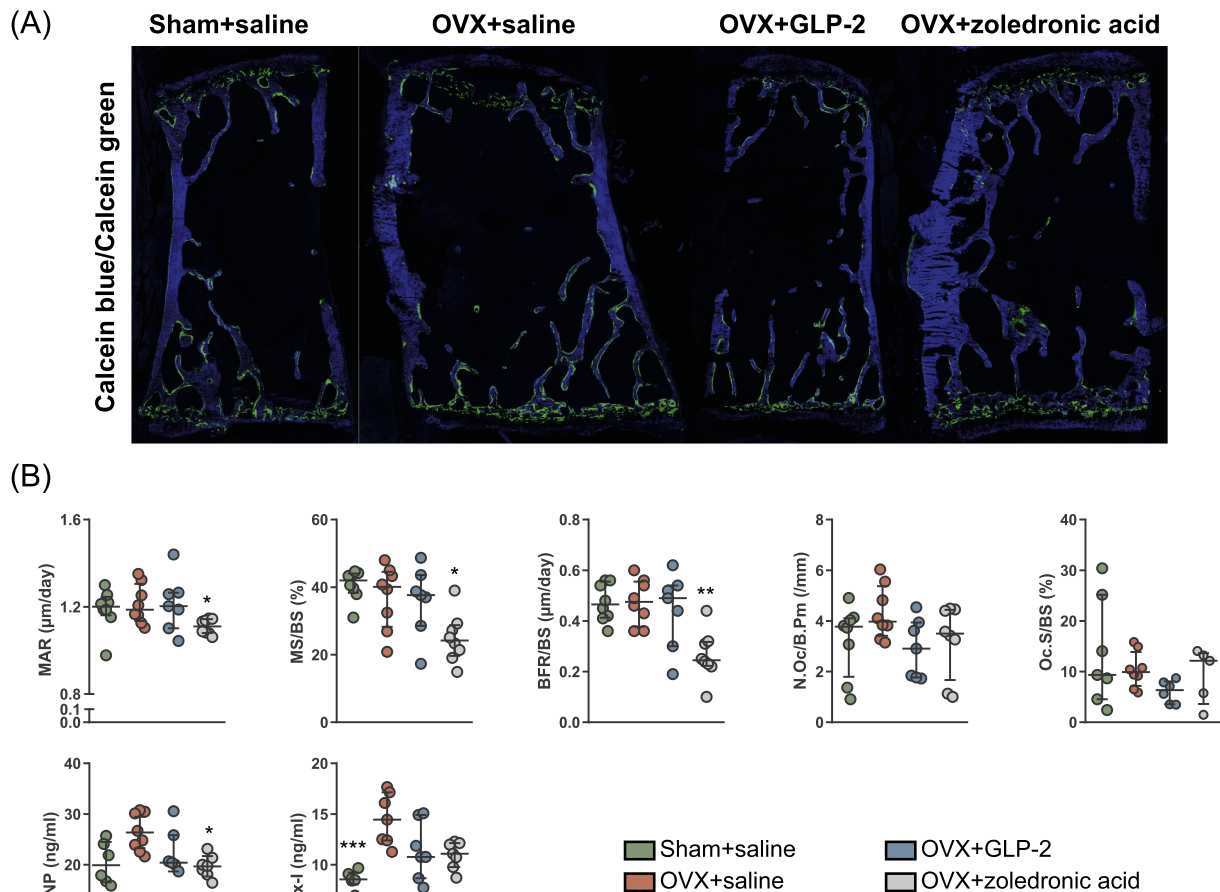 (A)
Sham+saline OVX+saline OVX+GLP-2 OVX+zoledronic acid
Calcein blue/Calcein green
(B)
MAR (µm/day)
1.6
1.2
0.8
0.1
0.0
*
MS/BS (%)
60
40
20
0
*
BFR/BS (µm/day)
0.8
0.6
0.4
0.2
0.0
**
N.Oc/B.Pm (/mm)
8
6
4
2
0
Oc.S/BS (%)
40
30
20
10
0
NP (ng/ml)
40
30
20
*
x-I (ng/ml)
20
15
10
***
Sham+saline OVX+GLP-2
OVX+saline OVX+zoledronic acid